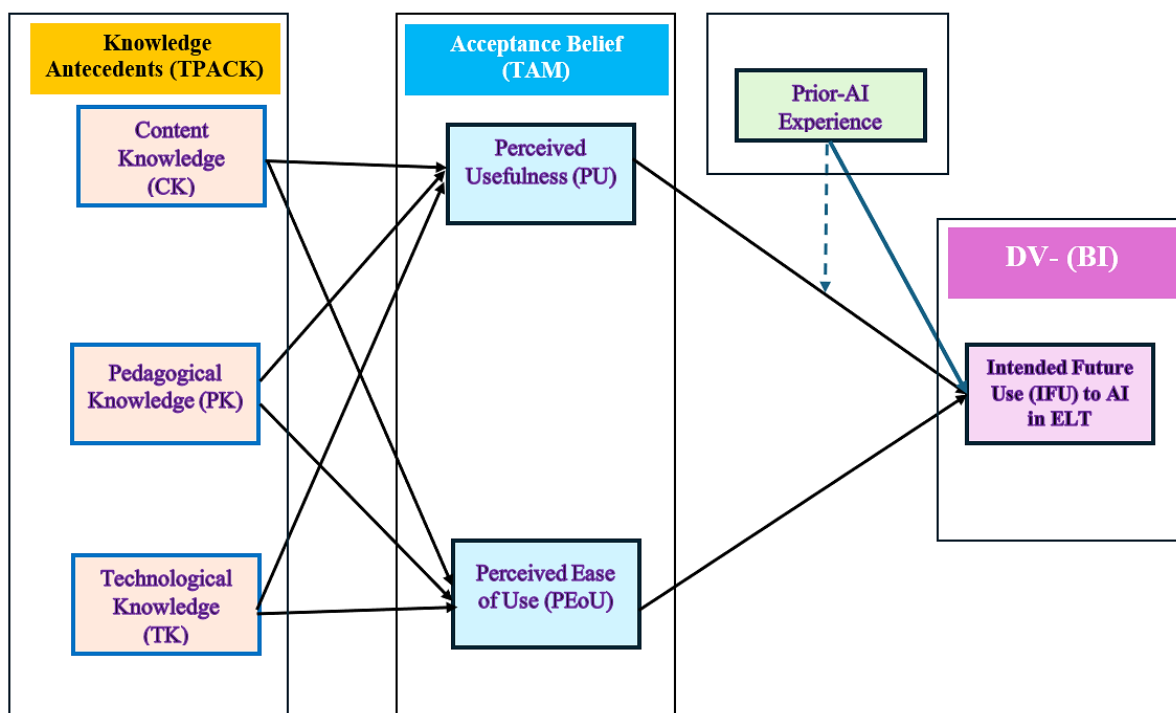 Knowledge
Antecedents (TPACK)
Content
Knowledge
(CK)
Pedagogical
Knowledge (PK)
Technological
Knowledge
(TK)
Acceptance Belief
(TAM)
Perceived
Usefulness (PU)
Perceived Ease
of Use (PEoU)
Prior-AI
Experience
DV- (BI)
Intended Future
Use (IFU) to AI
in ELT